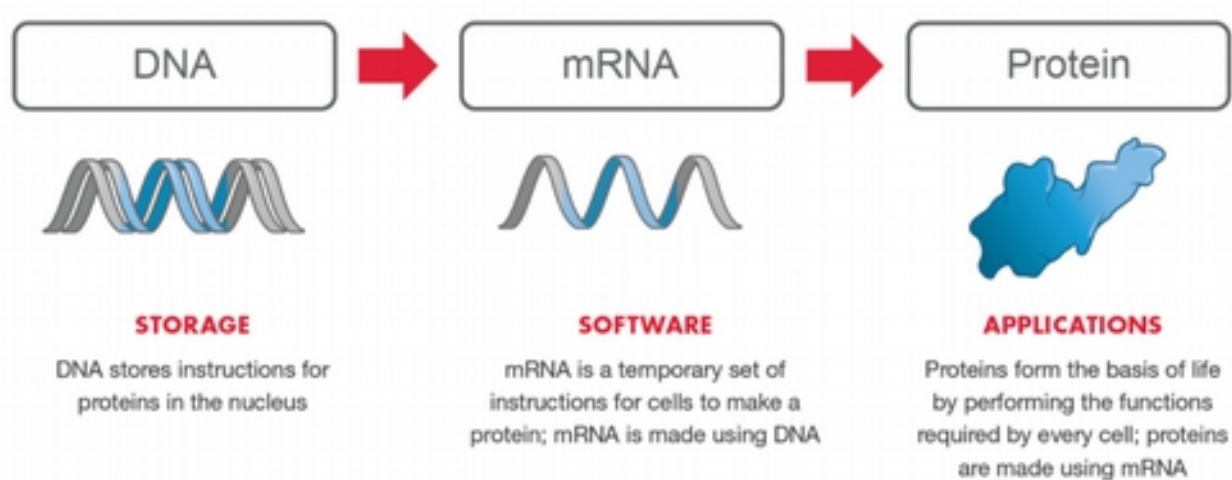 DNA
mRNA
Protein
STORAGE
DNA stores instructions for
proteins in the nucleus
SOFTWARE
mRNA is a temporary set of
instructions for cells to make a
protein; mRNA is made using DNA
APPLICATIONS
Proteins form the basis of life
by performing the functions
required by every cell; proteins
are made using mRNA